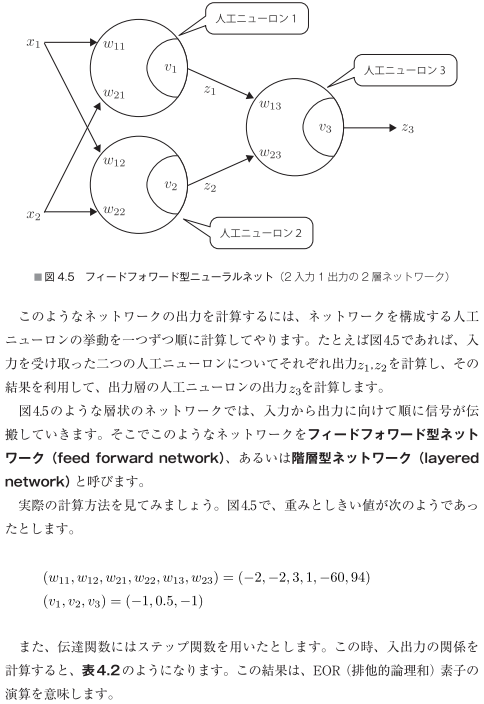 人工ニューロン 1
x1
w11
v1
w21
z1
人工ニューロン 3
w13
v3
z3
w23
w12
v2
z2
x2
w22
人工ニューロン 2
■図 4.5 フィードフォワード型ニューラルネット(2 入力 1 出力の 2 層ネットワーク)
このようなネットワークの出力を計算するには、ネットワークを構成する人工
ニューロンの挙動を一つずつ順に計算してやります。たとえば図4.5であれば、入
力を受け取った二つの人工ニューロンについてそれぞれ出力z1,z2を計算し、その
結果を利用して、出力層の人工ニューロンの出力z3を計算します。
図4.5のような層状のネットワークでは、入力から出力に向けて順に信号が伝
搬していきます。そこでこのようなネットワークをフィードフォワード型ネット
ワーク(feed forward network)、あるいは階層型ネットワーク(layered
network)と呼びます。
実際の計算方法を見てみましょう。図4.5で、重みとしきい値が次のようであっ
たとします。
(w11, w12, w21, w22, w13, w23) = (−2, −2, 3, 1, −60, 94)
(v1, v2, v3) = (−1, 0.5, −1)
また、伝達関数にはステップ関数を用いたとします。この時、入出力の関係を
計算すると、表4.2のようになります。この結果は、EOR(排他的論理和)素子の
演算を意味します。